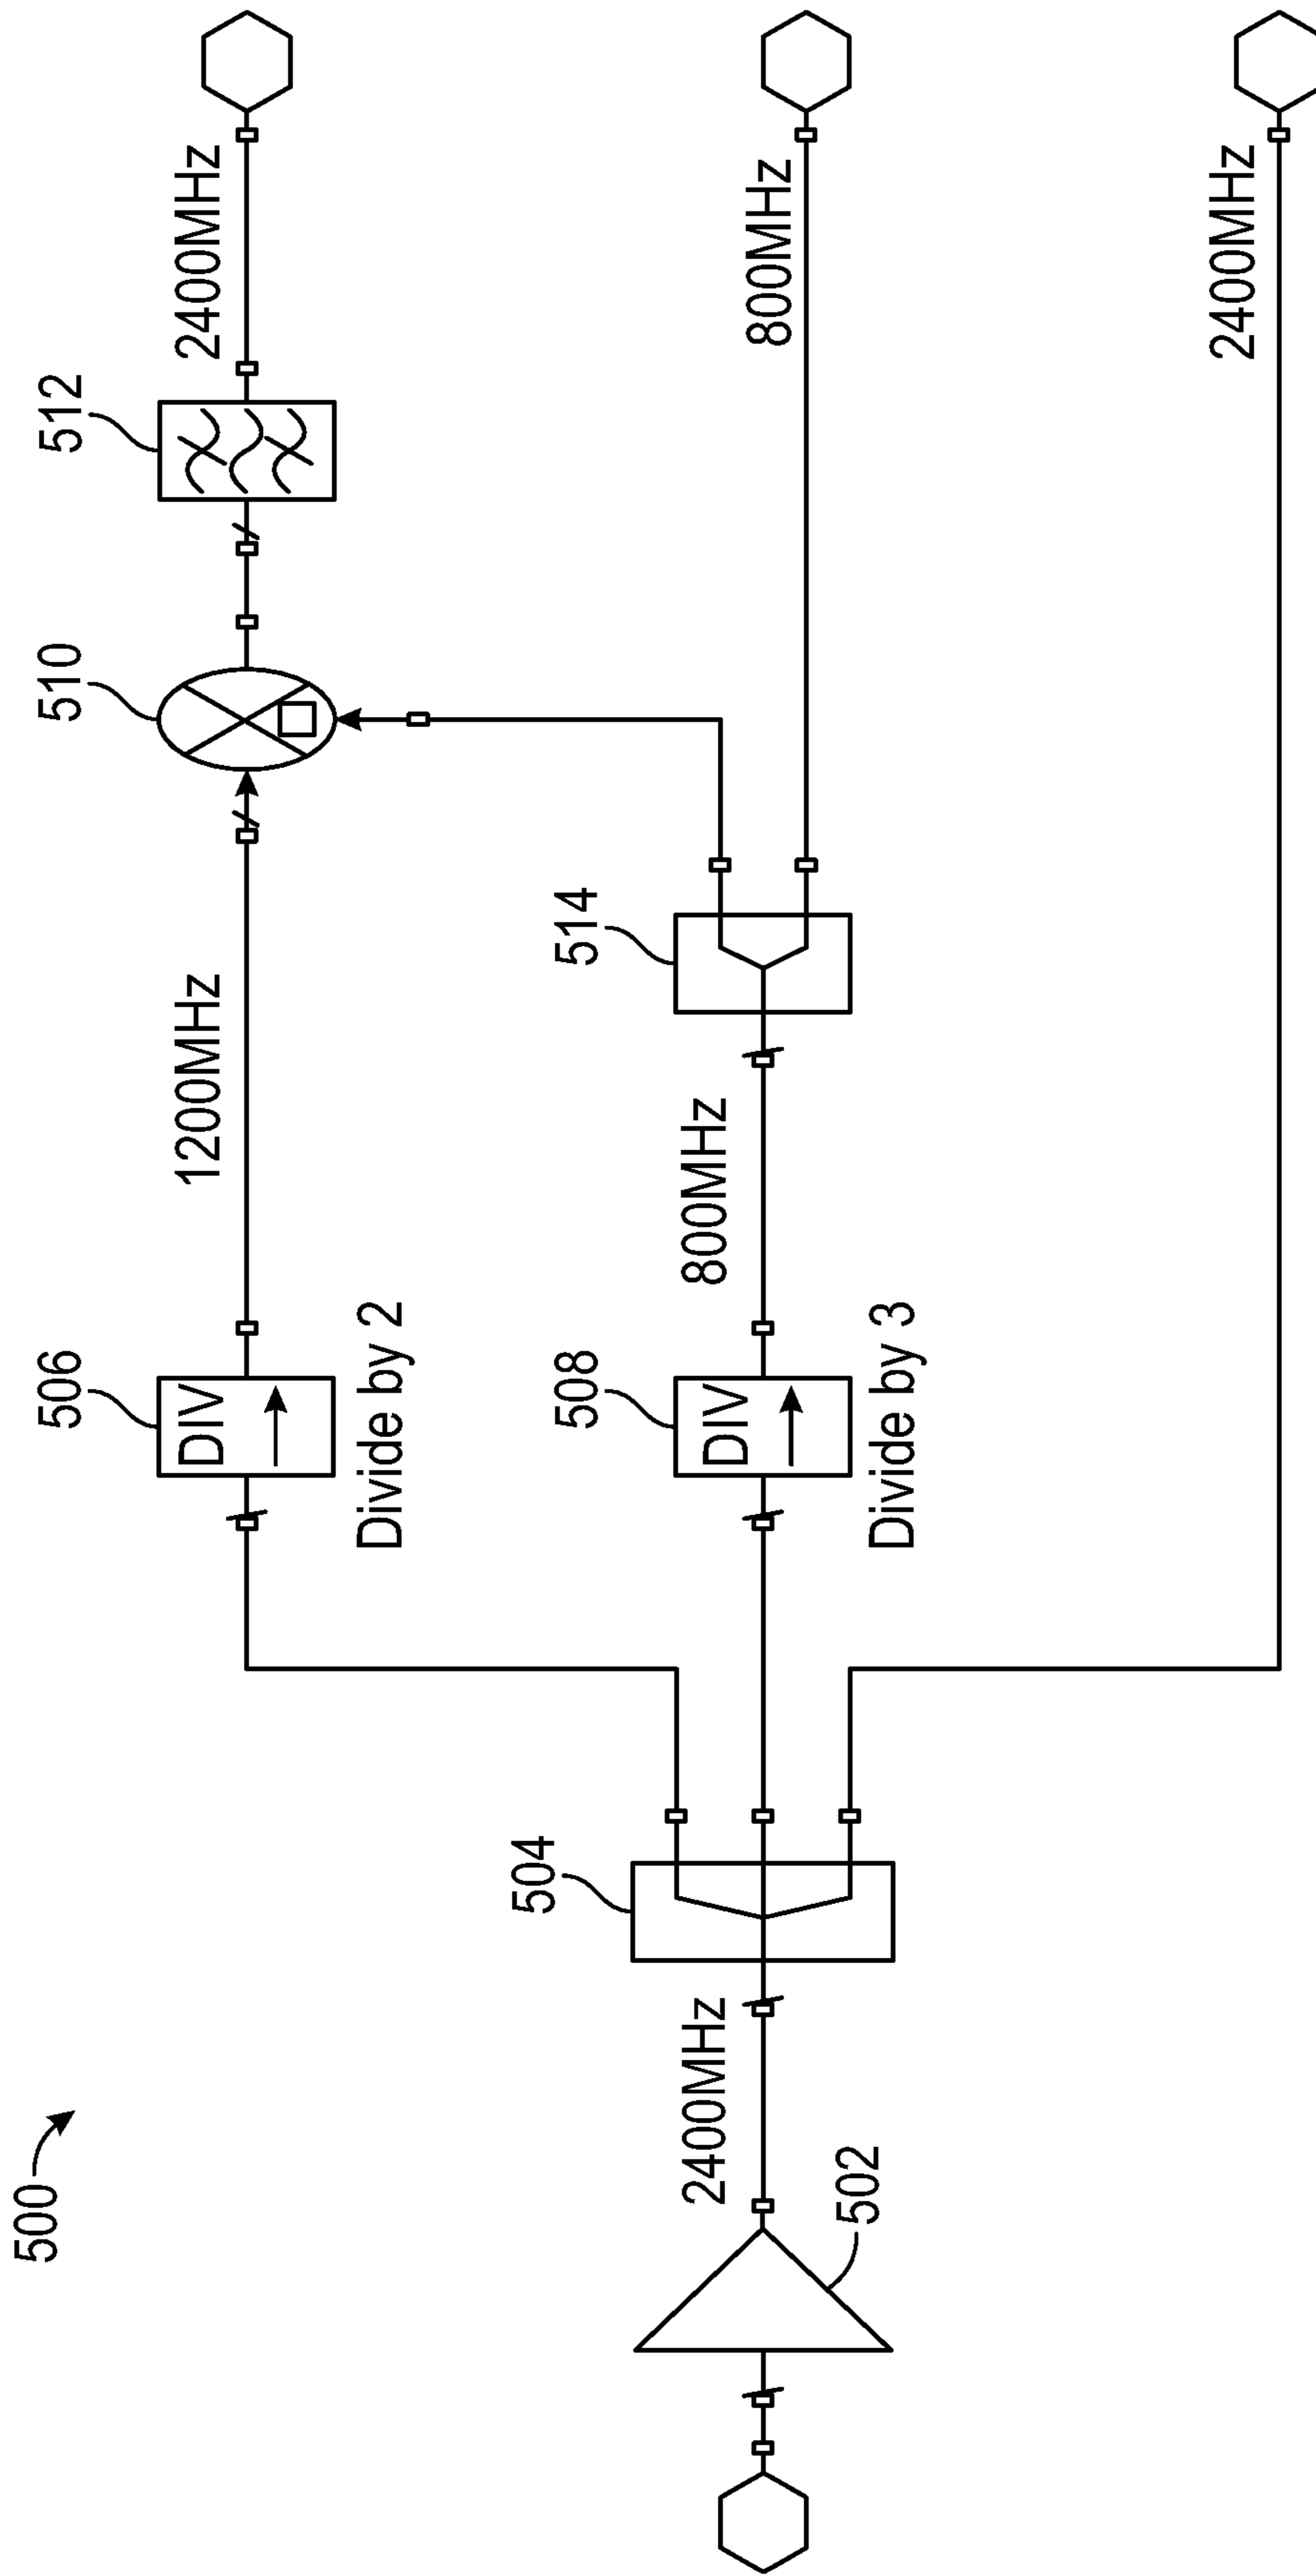 500
502
2400MHz
504
506
DIV
Divide by 2
1200MHz
510
512
2400MHz
508
DIV
Divide by 3
800MHz
514
800MHz
2400MHz